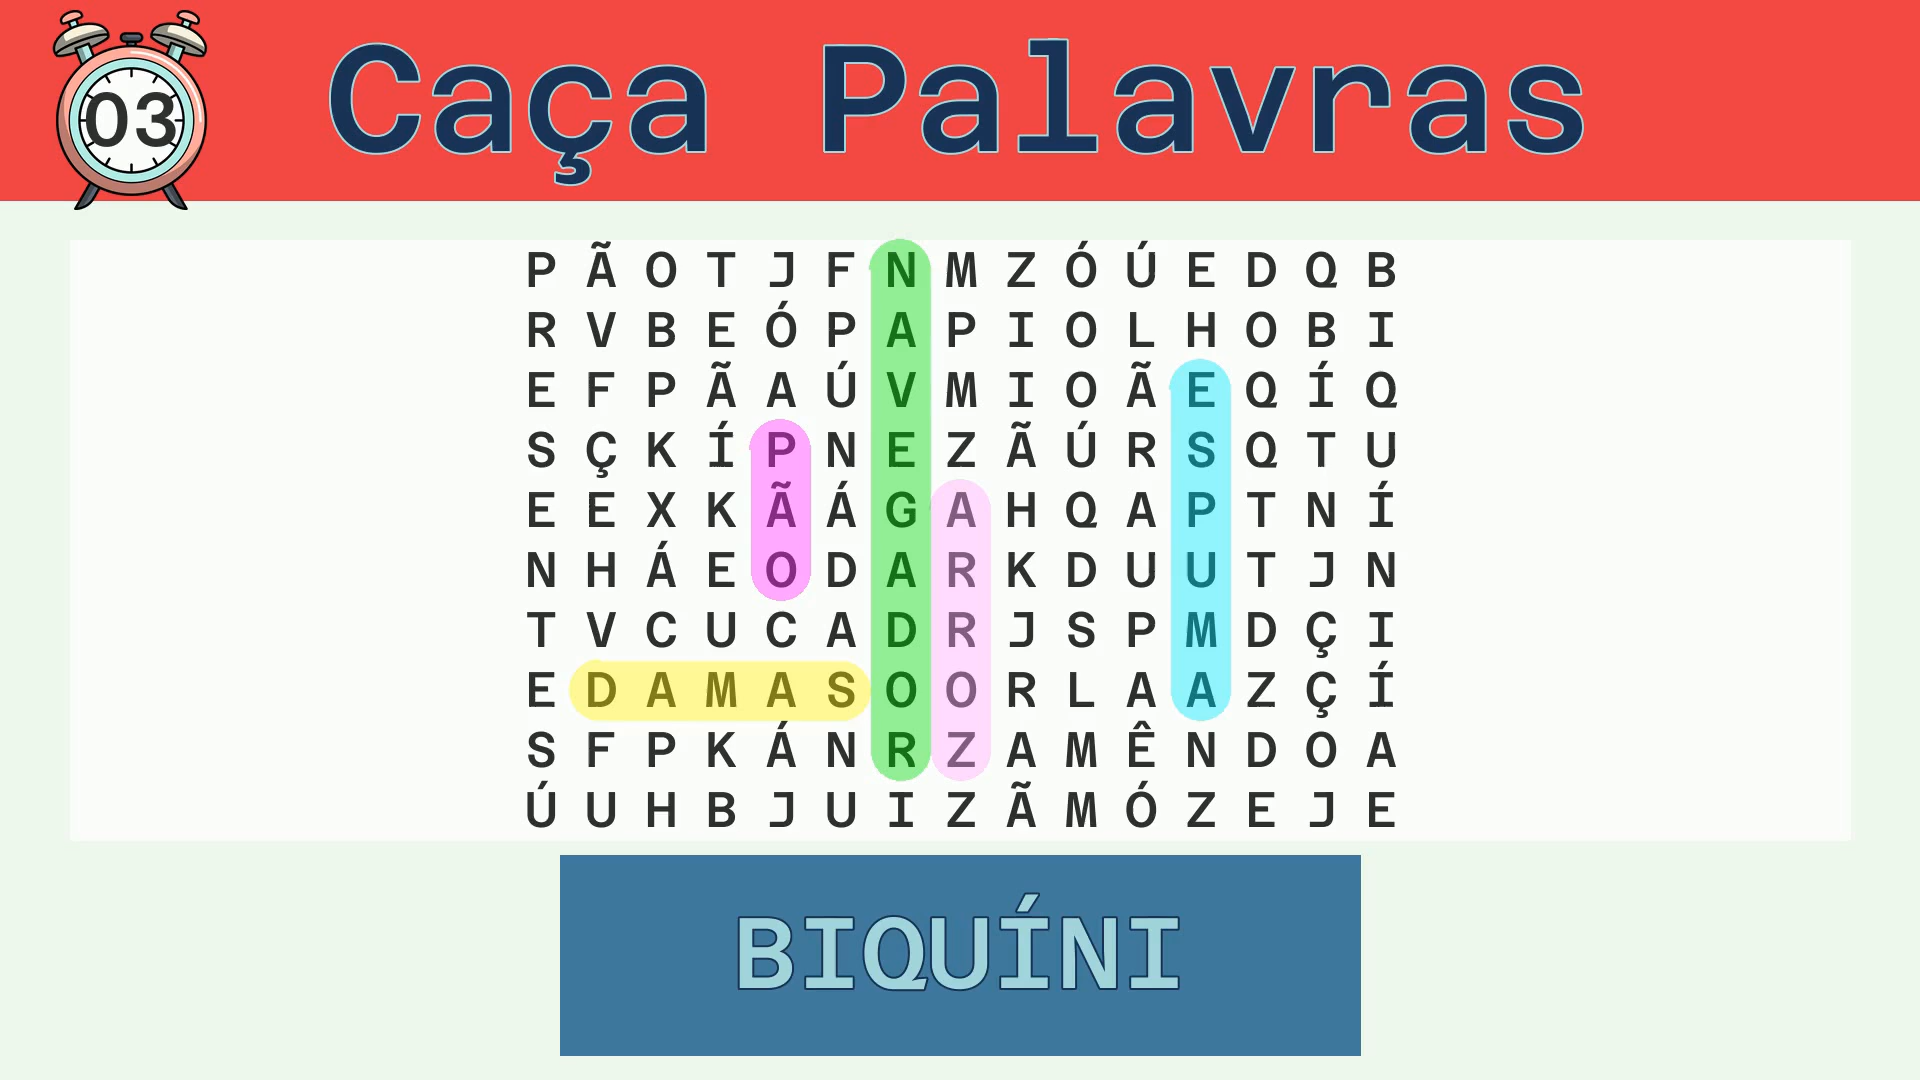 03
Caça Palavras
P Ã O T J F N M Z Ó Ú E D Q B
R V B E Ó P A P I O L H O B I
E F P Ã A Ú V M I O Ã E Q Í Q
S Ç K Í P N E Z Ã Ú R S Q T U
E E X K Ã Á G A H Q A P T N Í
N H Á E O D A R K D U U T J N
T V C U C A D R J S P M D Ç I
E D A M A S O O R L A A Z Ç Í
S F P K Á N R Z A M Ê N D O A
Ú U H B J U I Z Ã M Ó Z E J E
BIQUÍNI